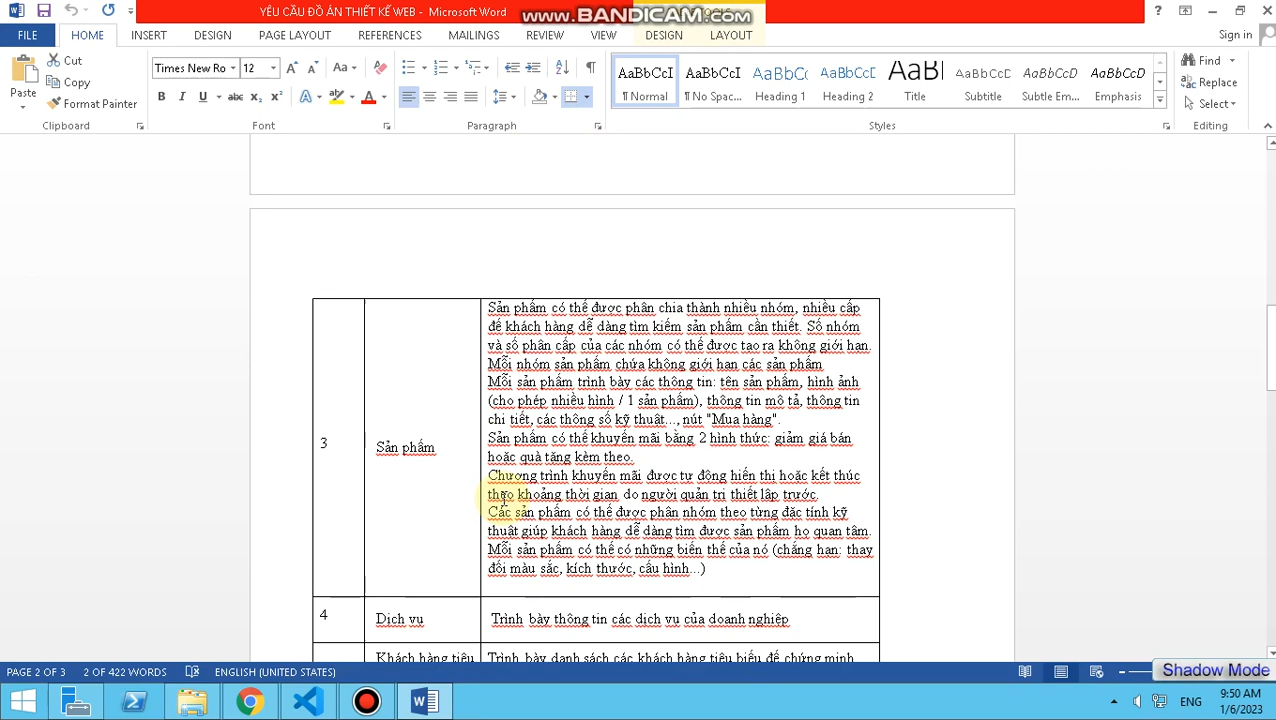 YÊU CẦU ĐỒ ÁN THIẾT KẾ WEB - Microsoft Word
www.BANDICAM.com
FILE HOME INSERT DESIGN PAGE LAYOUT REFERENCES MAILINGS REVIEW VIEW DESIGN LAYOUT Sign in
Paste
Cut
Copy
Format Painter
Times New Ro 12
AaBbCcI AaBbCcI AaBbCc AaBbCcI AaBbI AaBbCcD AaBbCcD AaBbCcD
¶ Normal ¶ No Spac... Heading 1 Heading 2 Title Subtitle Subtle Em... Emphasis
Find
Replace
Select
Clipboard Font Paragraph Styles Editing
3
Sản phẩm
Sản phẩm có thể được phân chia thành nhiều nhóm, nhiều cấp
để khách hàng dễ dàng tìm kiếm sản phẩm cần thiết. Số nhóm
và số phân cấp của các nhóm có thể được tạo ra không giới hạn.
Mỗi nhóm sản phẩm chứa không giới hạn các sản phẩm
Mỗi sản phẩm trình bày các thông tin: tên sản phẩm, hình ảnh
(cho phép nhiều hình / 1 sản phẩm), thông tin mô tả, thông tin
chi tiết, các thông số kỹ thuật..., nút "Mua hàng".
Sản phẩm có thể khuyến mãi bằng 2 hình thức: giảm giá bán
hoặc quà tặng kèm theo.
Chương trình khuyến mãi được tự động hiển thị hoặc kết thúc
theo khoảng thời gian do người quản trị thiết lập trước.
Các sản phẩm có thể được phân nhóm theo từng đặc tính kỹ
thuật giúp khách hàng dễ dàng tìm được sản phẩm họ quan tâm.
Mỗi sản phẩm có thể có những biến thể của nó (chẳng hạn: thay
đổi màu sắc, kích thước, cấu hình...)
4
Dịch vụ
Trình bày thông tin các dịch vụ của doanh nghiệp
Khách hàng tiêu
Trình bày danh sách các khách hàng tiêu biểu để chứng minh
PAGE 2 OF 3 2 OF 422 WORDS ENGLISH (UNITED STATES)
Shadow Mode
ENG
9:50 AM
1/6/2023